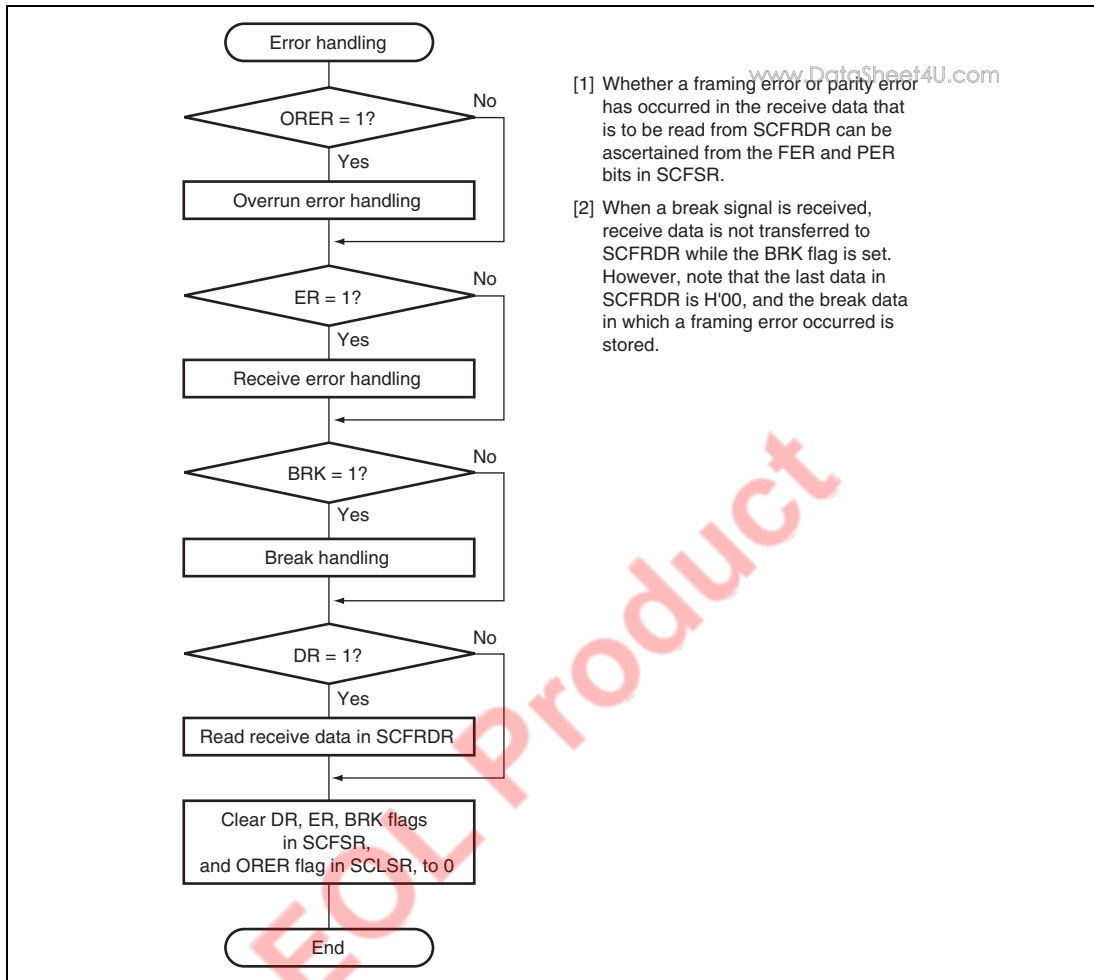 Error handling
www.DataSheet4U.com
ORER = 1?
No
Yes
Overrun error handling
ER = 1?
No
Yes
Receive error handling
BRK = 1?
No
Yes
Break handling
DR = 1?
No
Yes
Read receive data in SCFRDR
Clear DR, ER, BRK flags
in SCFSR,
and ORER flag in SCLSR, to 0
End
[1] Whether a framing error or parity error
has occurred in the receive data that
is to be read from SCFRDR can be
ascertained from the FER and PER
bits in SCFSR.
[2] When a break signal is received,
receive data is not transferred to
SCFRDR while the BRK flag is set.
However, note that the last data in
SCFRDR is H'00, and the break data
in which a framing error occurred is
stored.
EOL Product